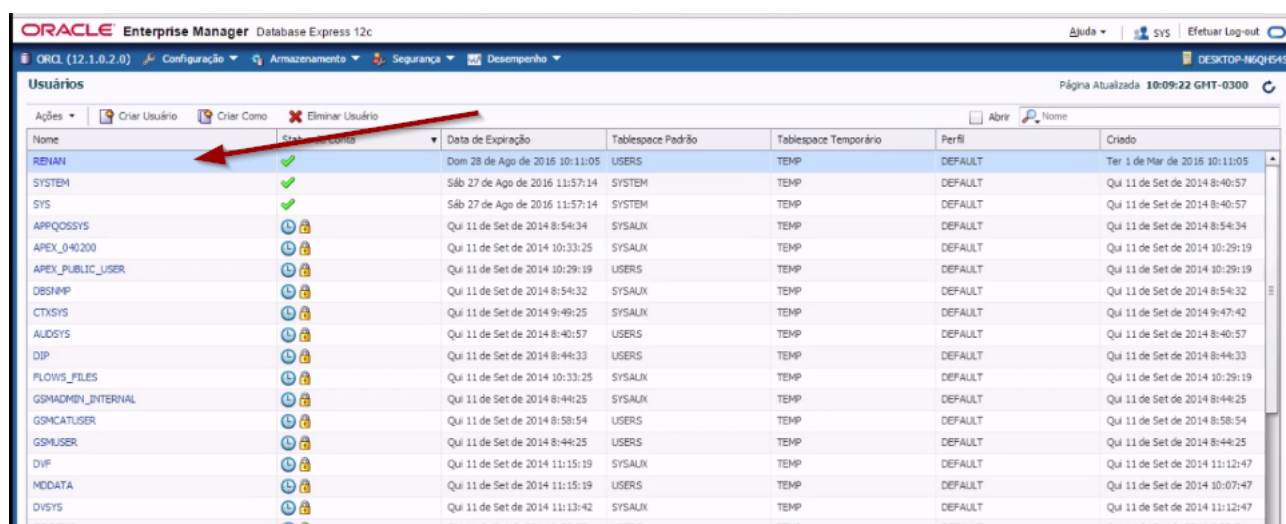 ORACLE Enterprise Manager Database Express 12c Ajuda SYS Efetuar Log-out
ORCL (12.1.0.2.0) Configuração Armazenamento Segurança Desempenho DESKTOP-N6QH54S
Usuários Página Atualizada 10:09:22 GMT-0300
Ações Criar Usuário Criar Como Eliminar Usuário Abrir Nome
Nome Conta Data de Expiração Tablespace Padrão Tablespace Temporário Perfil Criado
RENAN Dom 28 de Ago de 2016 10:11:05 USERS TEMP DEFAULT Ter 1 de Mar de 2016 10:11:05
SYSTEM Sáb 27 de Ago de 2016 11:57:14 SYSTEM TEMP DEFAULT Qui 11 de Set de 2014 8:40:57
SYS Sáb 27 de Ago de 2016 11:57:14 SYSTEM TEMP DEFAULT Qui 11 de Set de 2014 8:40:57
APPQOSSYS Qui 11 de Set de 2014 8:54:34 SYSAUX TEMP DEFAULT Qui 11 de Set de 2014 8:54:34
APEX_040200 Qui 11 de Set de 2014 10:33:25 SYSAUX TEMP DEFAULT Qui 11 de Set de 2014 10:29:19
APEX_PUBLIC_USER Qui 11 de Set de 2014 10:29:19 USERS TEMP DEFAULT Qui 11 de Set de 2014 10:29:19
DBSNMP Qui 11 de Set de 2014 8:54:32 SYSAUX TEMP DEFAULT Qui 11 de Set de 2014 8:54:32
CTXSYS Qui 11 de Set de 2014 9:49:25 SYSAUX TEMP DEFAULT Qui 11 de Set de 2014 9:47:42
AUDSYS Qui 11 de Set de 2014 8:40:57 USERS TEMP DEFAULT Qui 11 de Set de 2014 8:40:57
DIP Qui 11 de Set de 2014 8:44:33 USERS TEMP DEFAULT Qui 11 de Set de 2014 8:44:33
FLOWS_FILES Qui 11 de Set de 2014 10:33:25 SYSAUX TEMP DEFAULT Qui 11 de Set de 2014 10:29:19
GSMADMIN_INTERNAL Qui 11 de Set de 2014 8:44:25 SYSAUX TEMP DEFAULT Qui 11 de Set de 2014 8:44:25
GSMCATUSER Qui 11 de Set de 2014 8:58:54 USERS TEMP DEFAULT Qui 11 de Set de 2014 8:58:54
GSMUSER Qui 11 de Set de 2014 8:44:25 USERS TEMP DEFAULT Qui 11 de Set de 2014 8:44:25
DVF Qui 11 de Set de 2014 11:15:19 SYSAUX TEMP DEFAULT Qui 11 de Set de 2014 11:12:47
MDDATA Qui 11 de Set de 2014 11:15:19 USERS TEMP DEFAULT Qui 11 de Set de 2014 10:07:47
DVSYS Qui 11 de Set de 2014 11:13:42 SYSAUX TEMP DEFAULT Qui 11 de Set de 2014 11:12:47